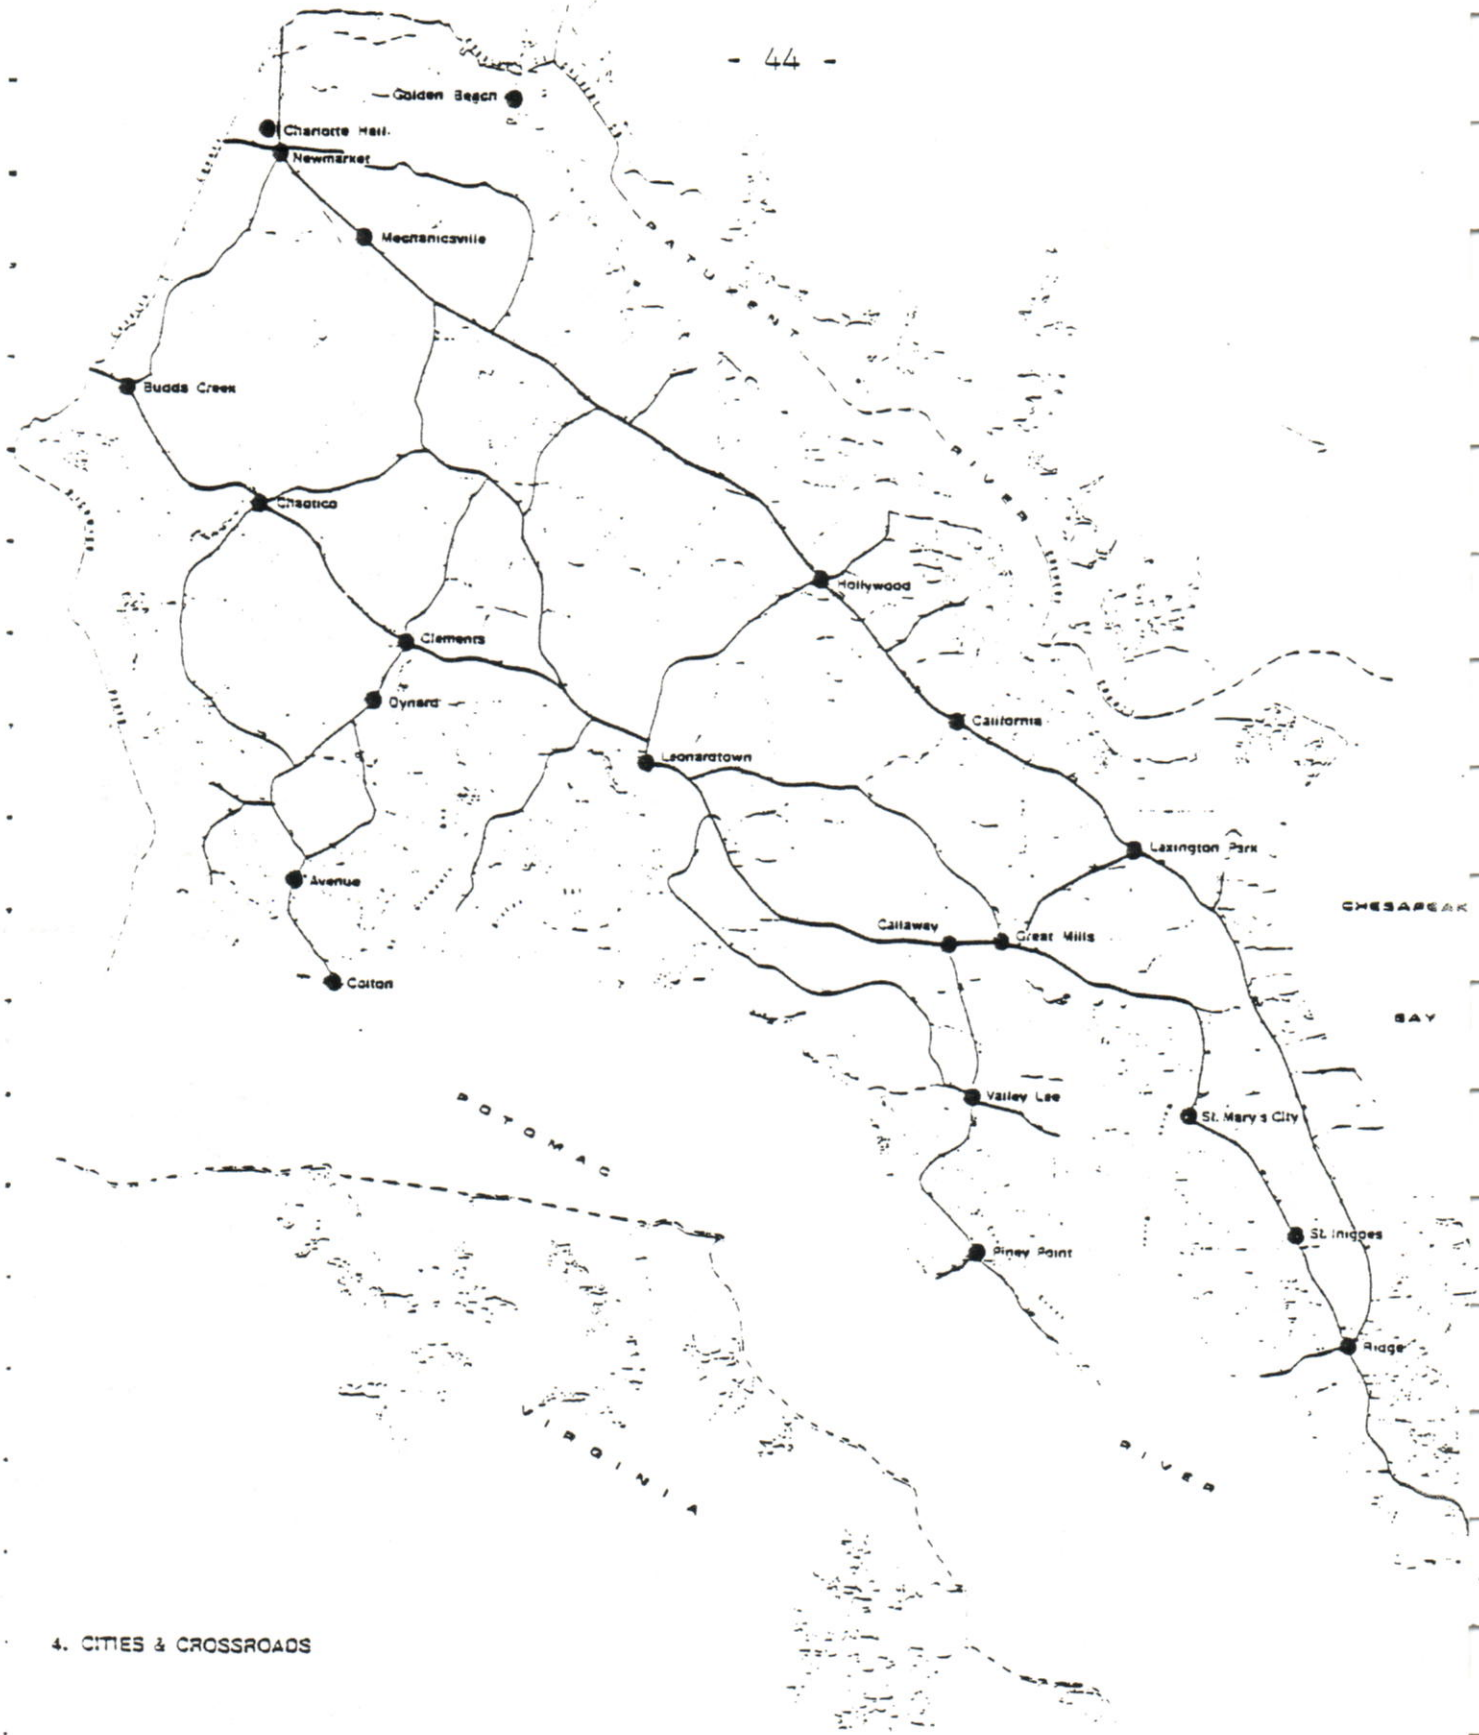 - 44 -
Golden Beach
Charlotte Hall
Newmarket
Mechanicsville
PATUXENT
Budds Creek
RIVER
Chaptico
Hollywood
Clements
Oynard
California
Leonardtown
Lexington Park
Avenue
CHESAPEAK
Callaway
Great Mills
Colton
BAY
Valley Lee
St. Mary's City
POTOMAC
St. Inigoes
Piney Point
Ridge
VIRGINIA
RIVER
4. CITIES & CROSSROADS